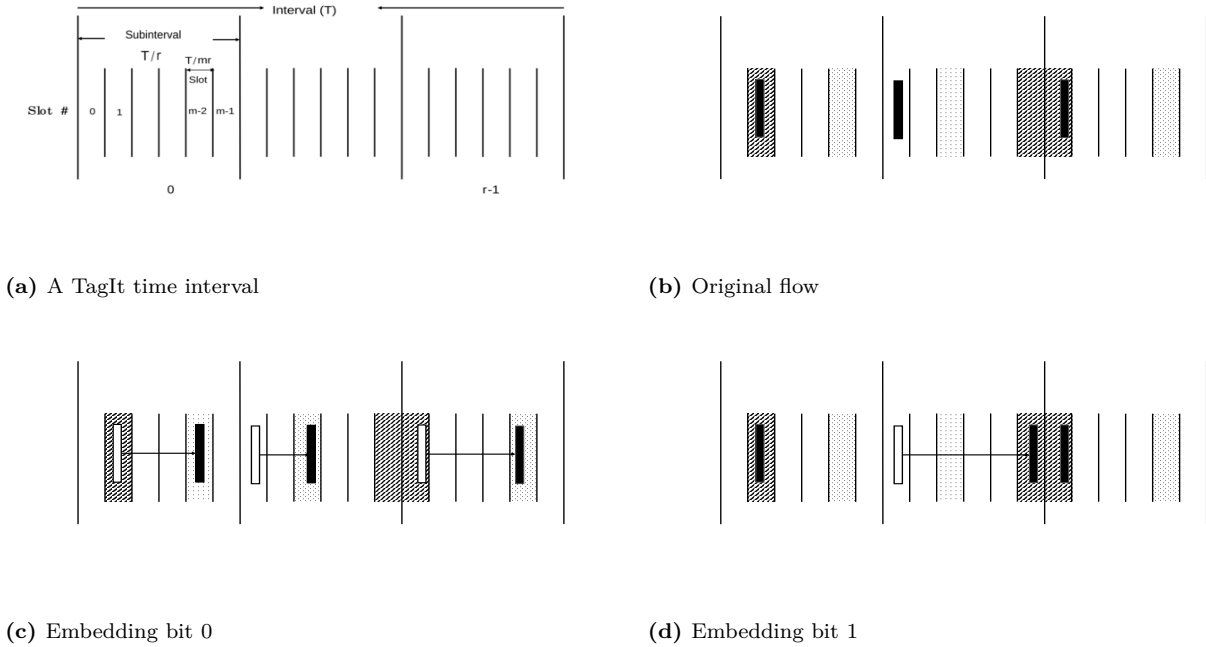 Interval (T)
Subinterval
T/r
T/mr
Slot
Slot # 0 1 m-2 m-1
0 r-1
(a) A TagIt time interval
(b) Original flow
(c) Embedding bit 0
(d) Embedding bit 1